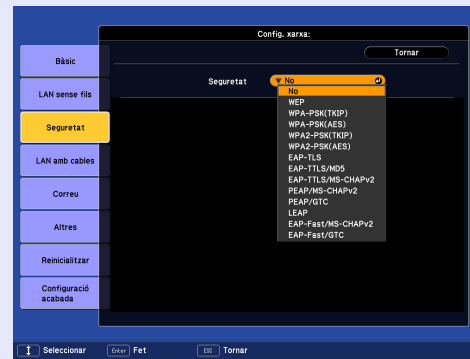 Config. xarxa:
Tornar
Bàsic
LAN sense fils
Seguretat
LAN amb cables
Correu
Altres
Reinicialitzar
Configuració
acabada
Seguretat No
No
WEP
WPA-PSK(TKIP)
WPA-PSK(AES)
WPA2-PSK(TKIP)
WPA2-PSK(AES)
EAP-TLS
EAP-TTLS/MD5
EAP-TTLS/MS-CHAPv2
PEAP/MS-CHAPv2
PEAP/GTC
LEAP
EAP-Fast/MS-CHAPv2
EAP-Fast/GTC
Seleccionar Enter Fet ESC Tornar